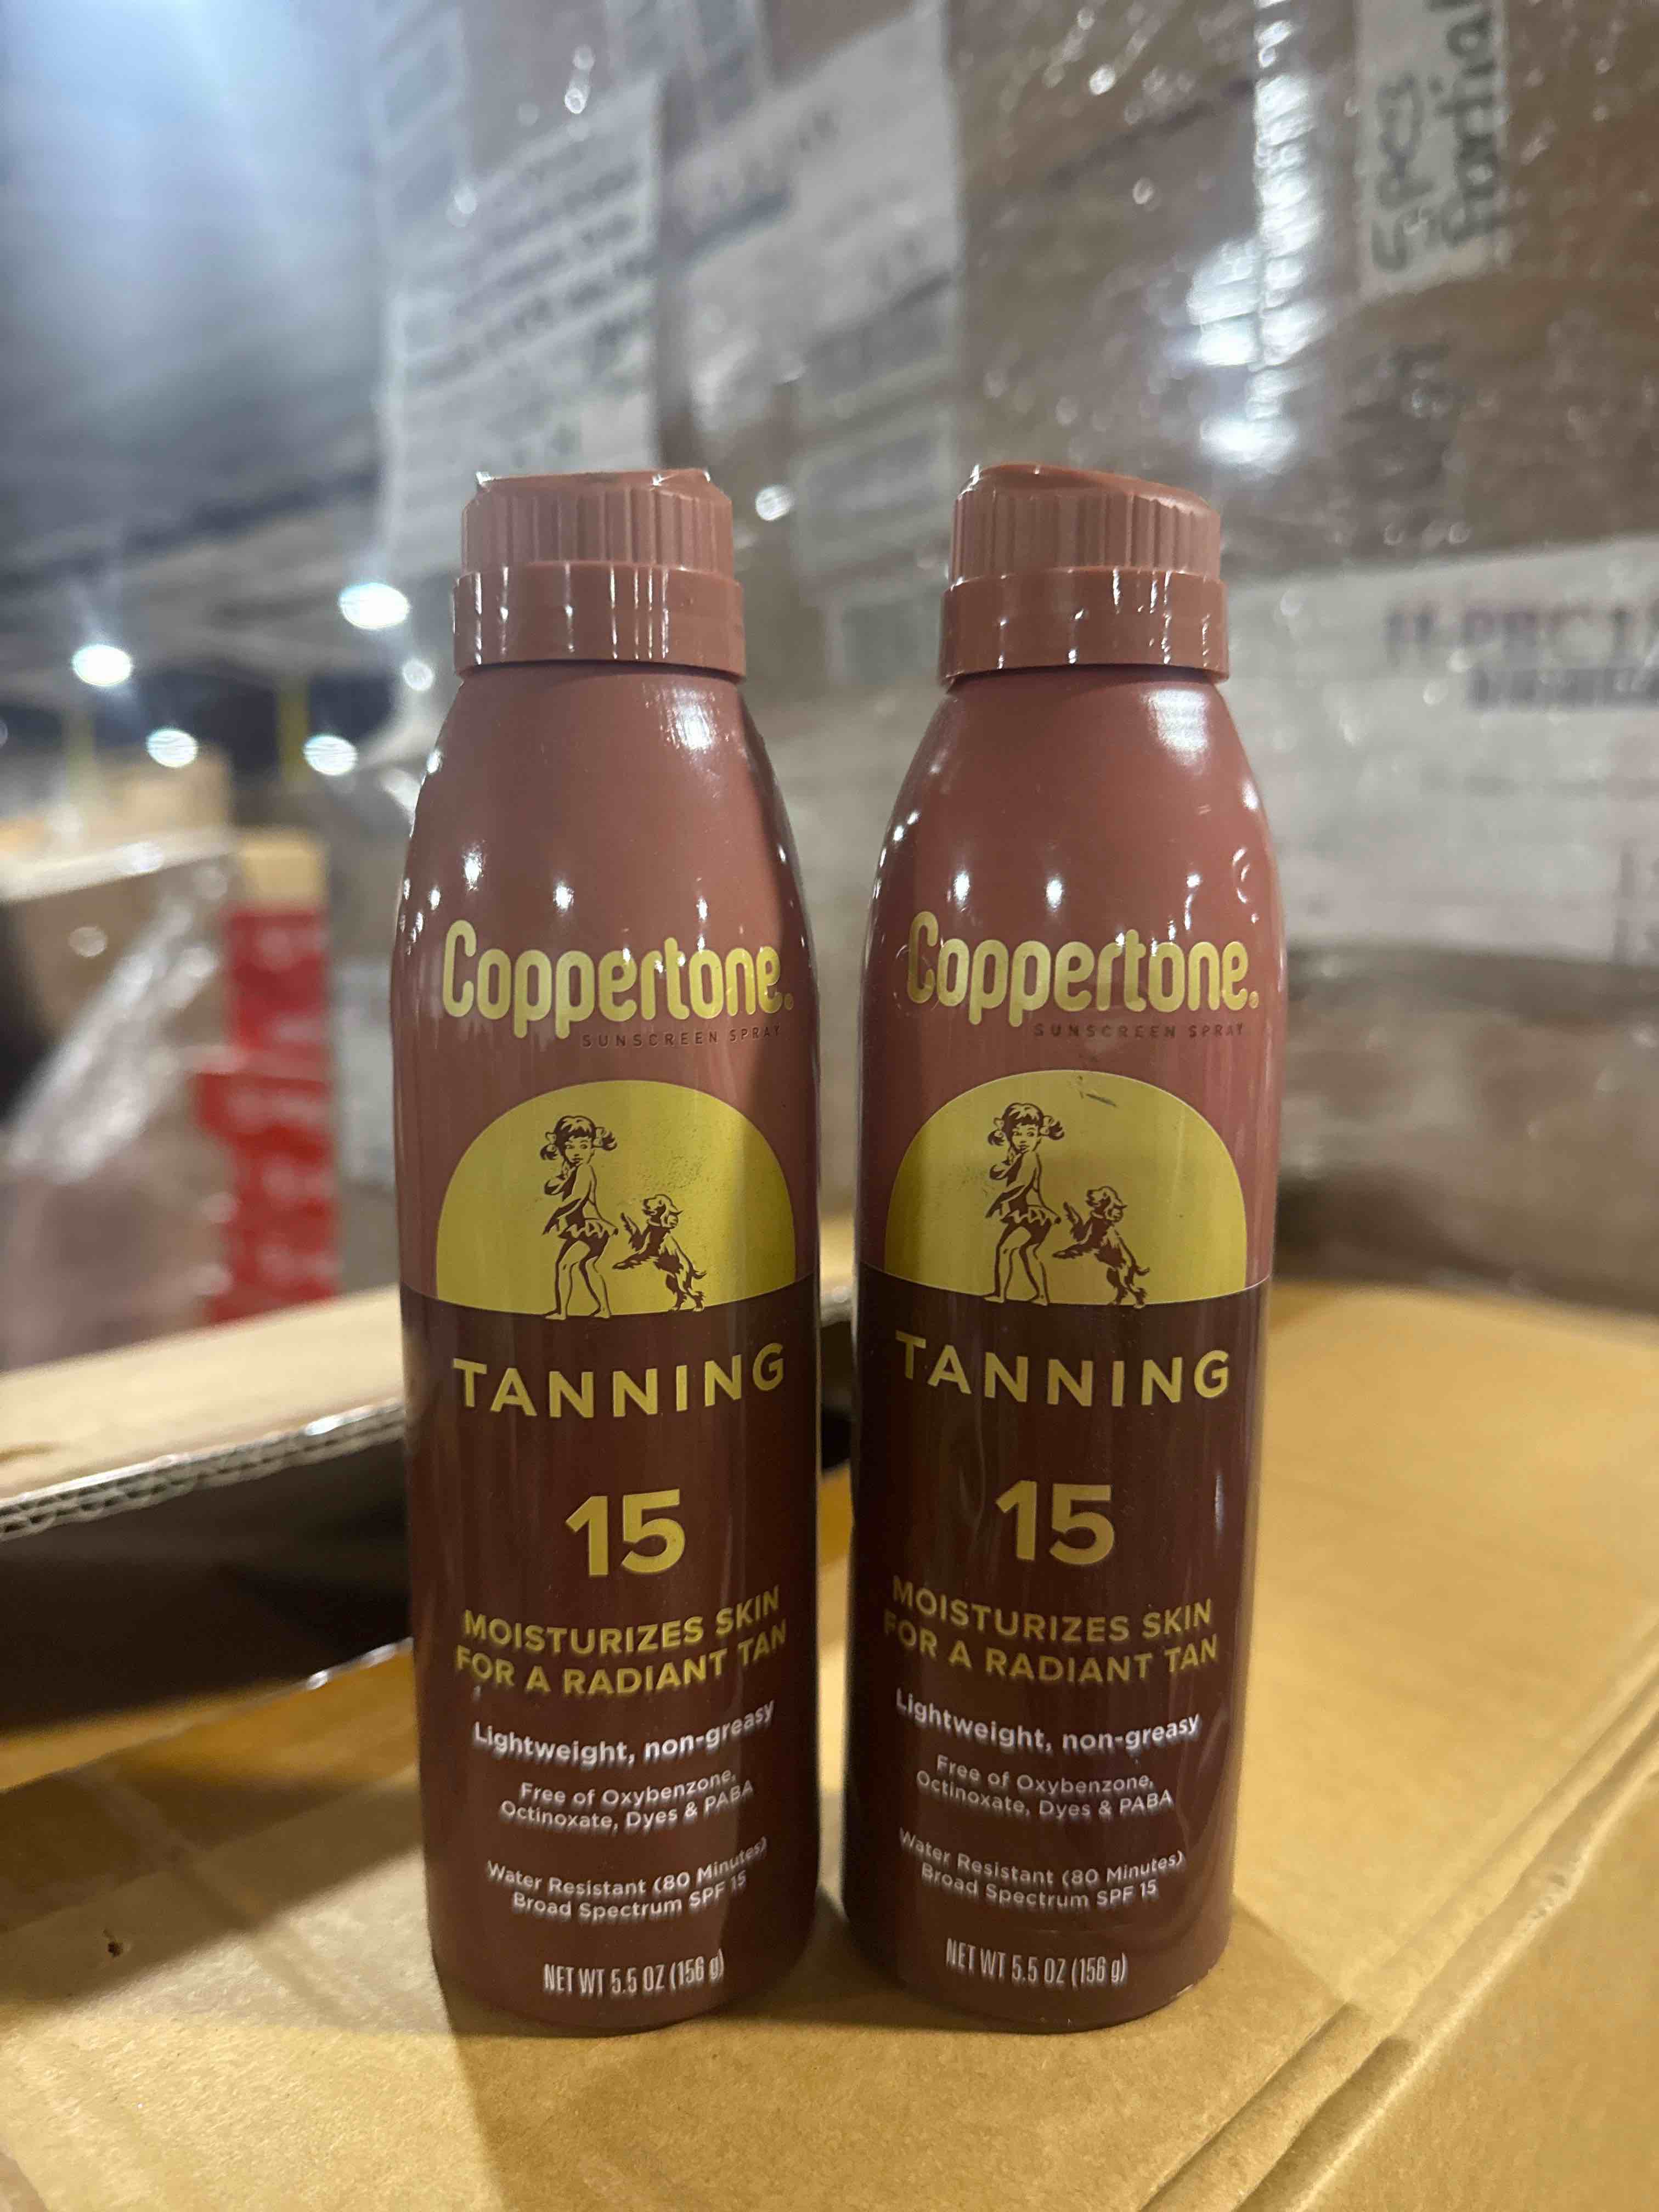 5 PCS
Partial
Coppertone.
SUNSCREEN SPRAY
TANNING
15
MOISTURIZES SKIN
FOR A RADIANT TAN
Lightweight, non-greasy
Free of Oxybenzone,
Octinoxate, Dyes & PABA
Water Resistant (80 Minutes)
Broad Spectrum SPF 15
NET WT 5.5 OZ (156 g)
Coppertone.
SUNSCREEN SPRAY
TANNING
15
MOISTURIZES SKIN
FOR A RADIANT TAN
Lightweight, non-greasy
Free of Oxybenzone,
Octinoxate, Dyes & PABA
Water Resistant (80 Minutes)
Broad Spectrum SPF 15
NET WT 5.5 OZ (156 g)